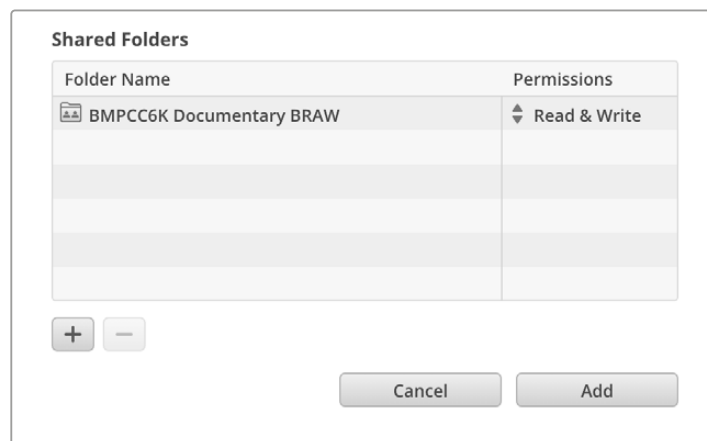 Shared Folders
Folder Name Permissions
BMPCC6K Documentary BRAW Read & Write
Cancel Add